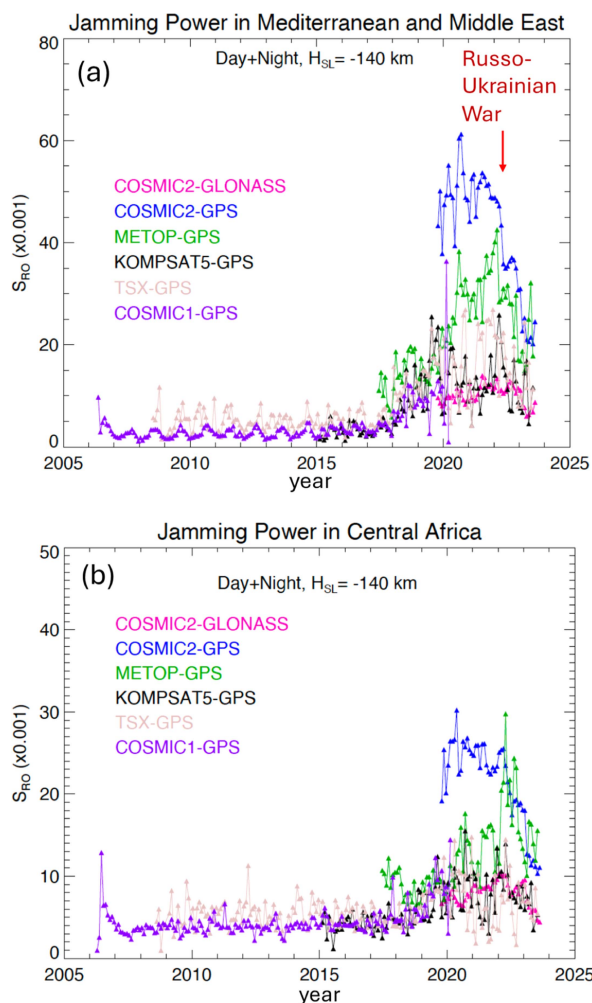 Jamming Power in Mediterranean and Middle East
80
(a)
Day+Night, H_SL= -140 km
Russo-
Ukrainian
War
60
COSMIC2-GLONASS
COSMIC2-GPS
METOP-GPS
KOMPSAT5-GPS
TSX-GPS
COSMIC1-GPS
S_RO (x0.001)
40
20
0
2005 2010 2015 2020 2025
year
Jamming Power in Central Africa
50
(b)
Day+Night, H_SL= -140 km
40
COSMIC2-GLONASS
COSMIC2-GPS
METOP-GPS
KOMPSAT5-GPS
TSX-GPS
COSMIC1-GPS
S_RO (x0.001)
30
20
10
0
2005 2010 2015 2020 2025
year